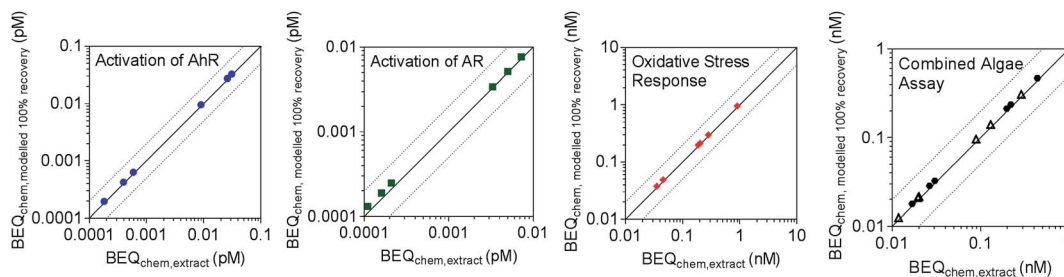 BEQchem,modelled 100% recovery (pM)
0.1
0.01
0.001
0.0001
Activation of AhR
0.0001 0.001 0.01 0.1
BEQchem,extract (pM)
BEQchem, modelled 100% recovery (pM)
0.01
0.001
0.0001
Activation of AR
0.0001 0.001 0.01
BEQchem,extract (pM)
BEQchem, modelled 100% recovery (nM)
10
1
0.1
0.01
Oxidative Stress
Response
0.01 0.1 1 10
BEQchem,extract (nM)
BEQchem, modelled 100% recovery (nM)
1
0.1
0.01
Combined Algae
Assay
0.01 0.1 1
BEQchem,extract (nM)